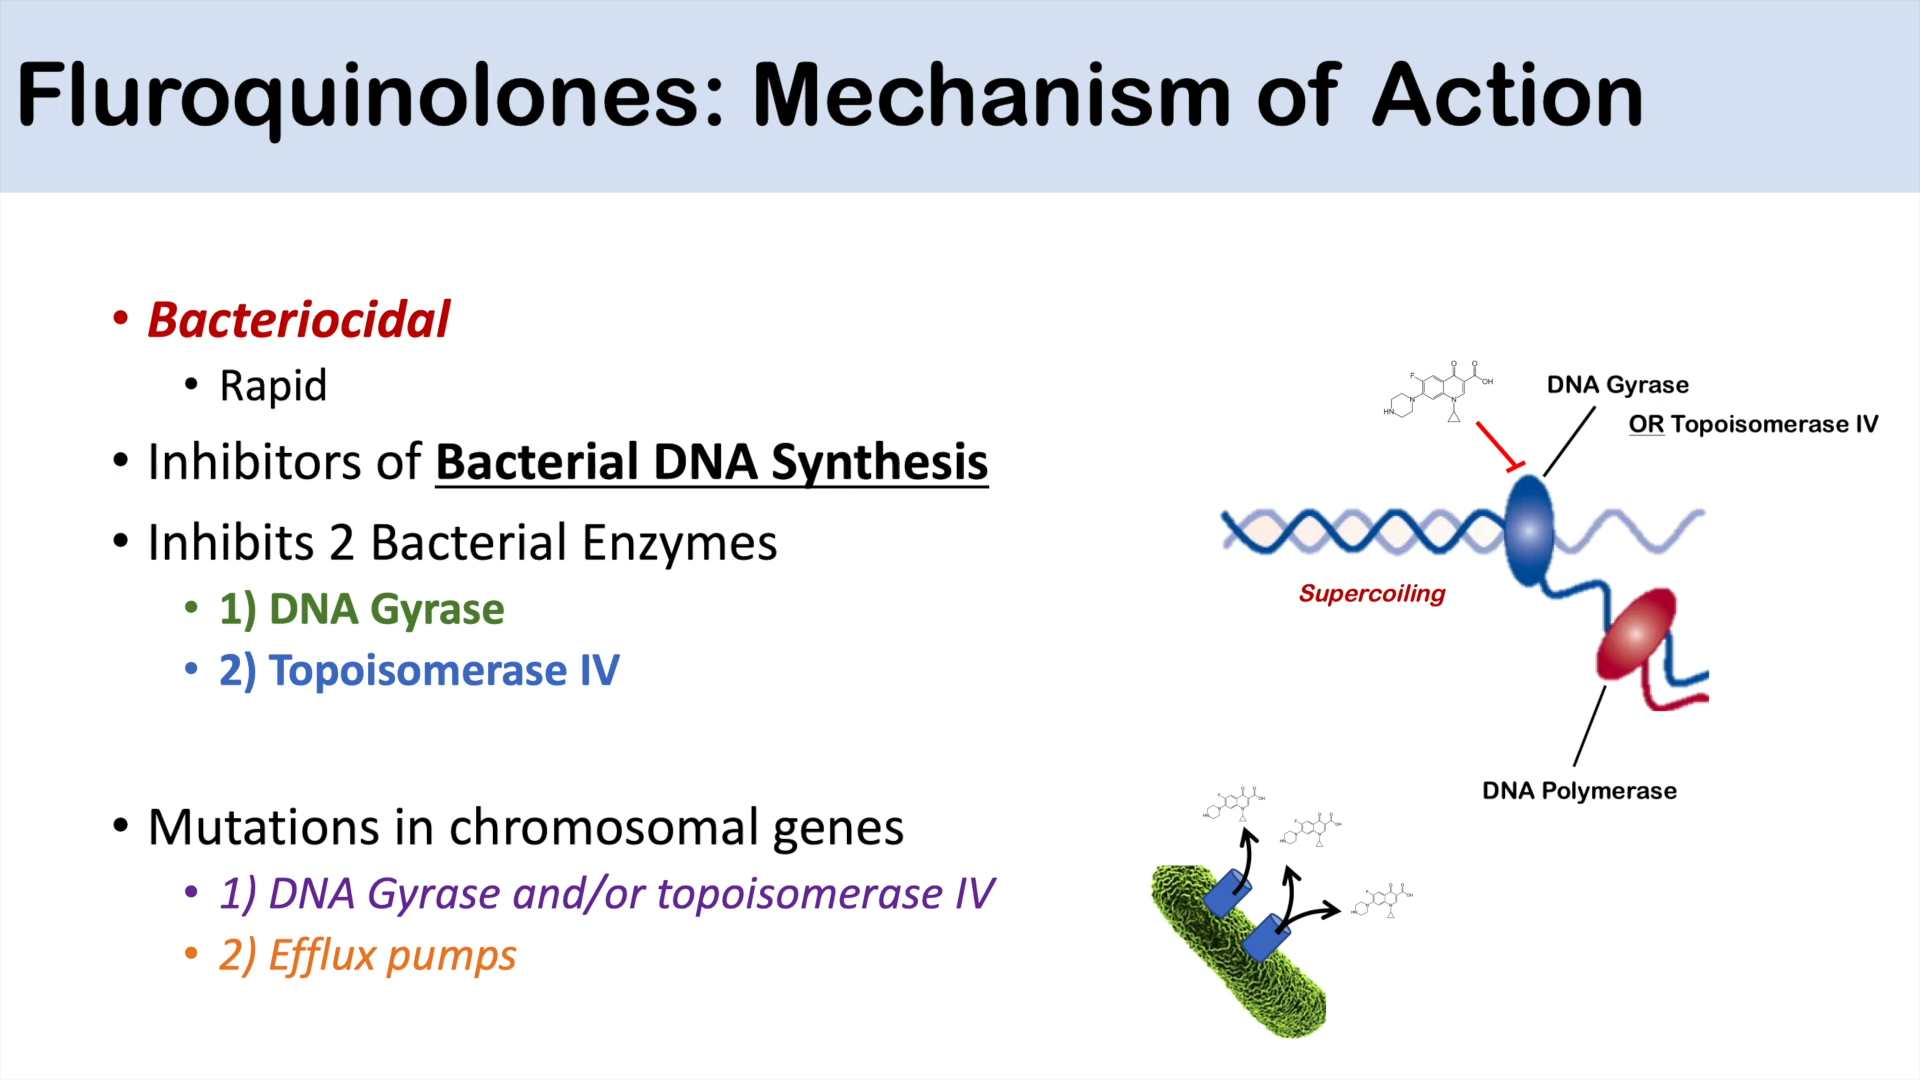 Fluroquinolones: Mechanism of Action
• Bacteriocidal
• Rapid
• Inhibitors of Bacterial DNA Synthesis
• Inhibits 2 Bacterial Enzymes
• 1) DNA Gyrase
• 2) Topoisomerase IV
• Mutations in chromosomal genes
• 1) DNA Gyrase and/or topoisomerase IV
• 2) Efflux pumps
F
O
O
OH
HN
N
N
DNA Gyrase
OR Topoisomerase IV
Supercoiling
DNA Polymerase